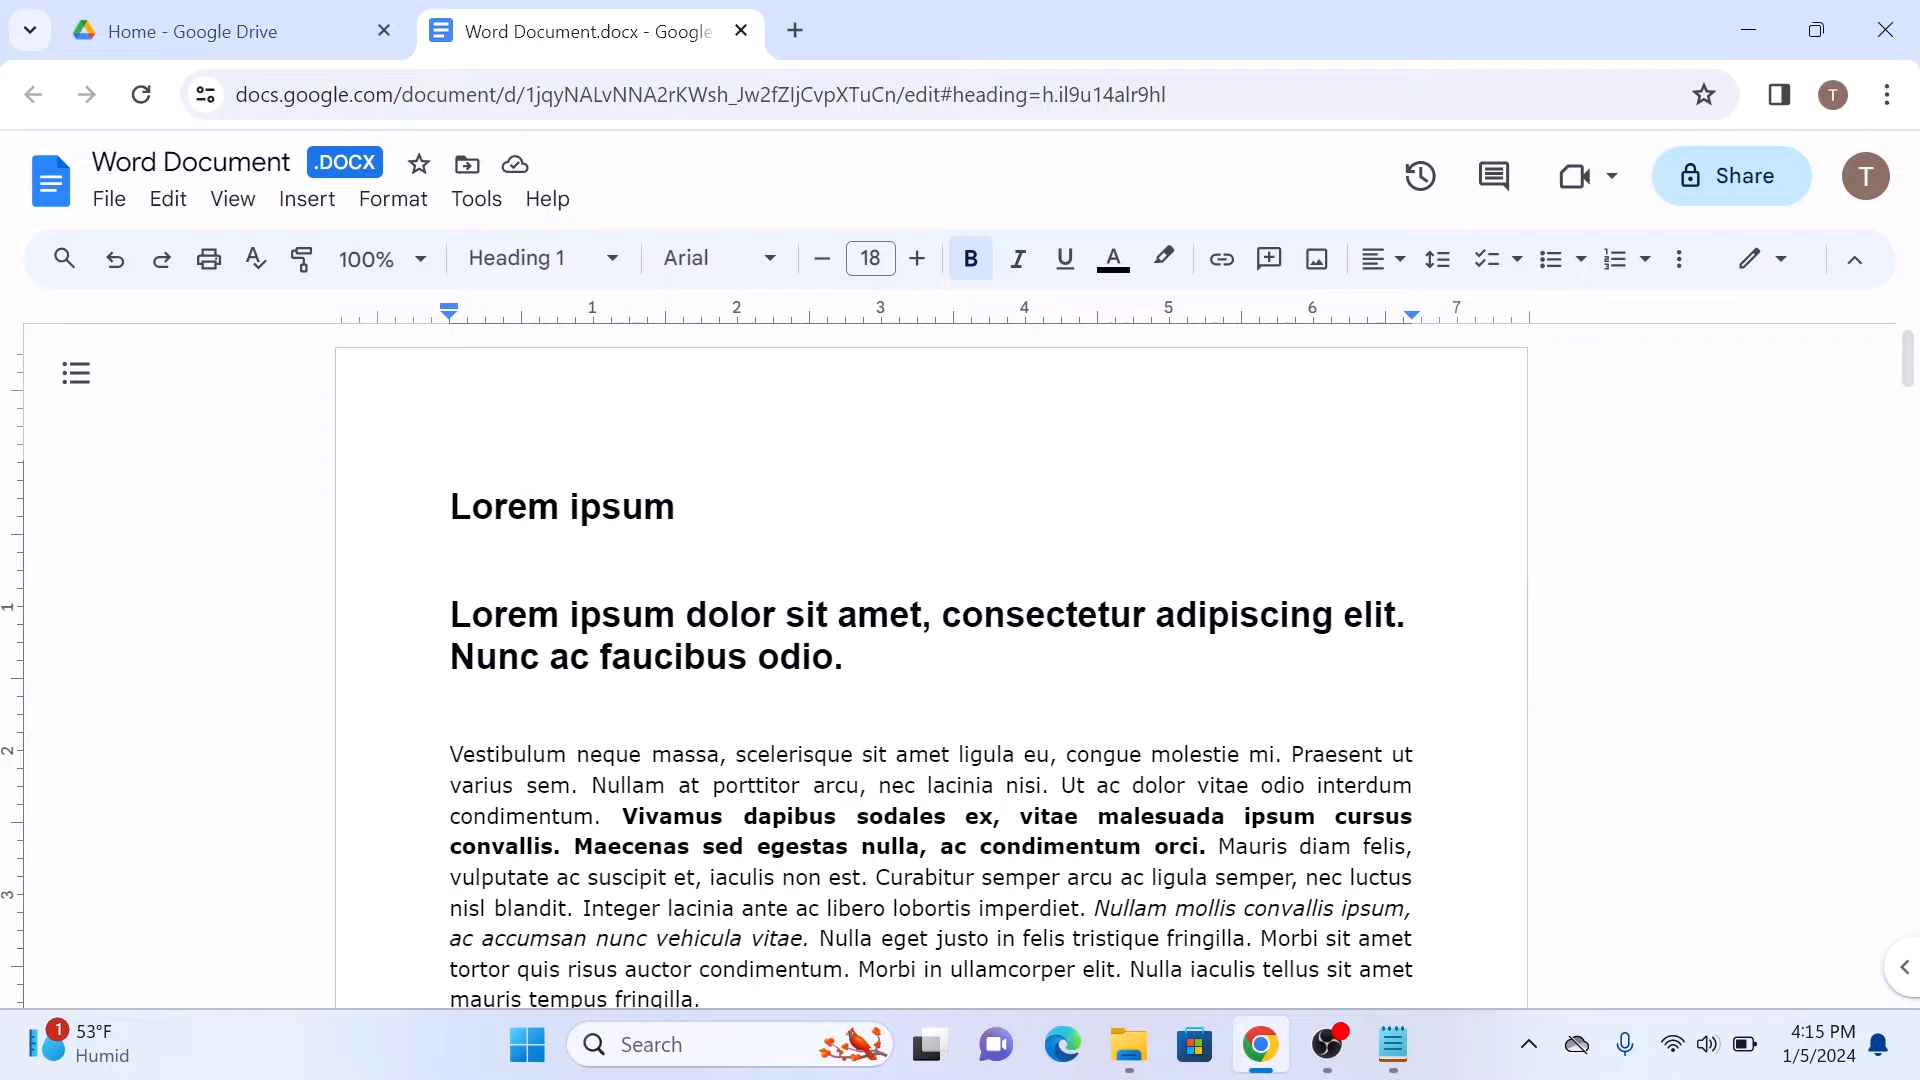 Home - Google Drive
Word Document.docx - Google
docs.google.com/document/d/1jqyNALvNNA2rKWsh_Jw2fZIjCvpXTuCn/edit#heading=h.il9u14alr9hl
T
Word Document .DOCX
File Edit View Insert Format Tools Help
Share
T
100% Heading 1 Arial 18 B I U A
1 2 3 4 5 6 7
Lorem ipsum
Lorem ipsum dolor sit amet, consectetur adipiscing elit.
Nunc ac faucibus odio.
Vestibulum neque massa, scelerisque sit amet ligula eu, congue molestie mi. Praesent ut
varius sem. Nullam at porttitor arcu, nec lacinia nisi. Ut ac dolor vitae odio interdum
condimentum. Vivamus dapibus sodales ex, vitae malesuada ipsum cursus
convallis. Maecenas sed egestas nulla, ac condimentum orci. Mauris diam felis,
vulputate ac suscipit et, iaculis non est. Curabitur semper arcu ac ligula semper, nec luctus
nisl blandit. Integer lacinia ante ac libero lobortis imperdiet. Nullam mollis convallis ipsum,
ac accumsan nunc vehicula vitae. Nulla eget justo in felis tristique fringilla. Morbi sit amet
tortor quis risus auctor condimentum. Morbi in ullamcorper elit. Nulla iaculis tellus sit amet
mauris tempus fringilla.
1
2
3
1
53°F
Humid
Search
4:15 PM
1/5/2024